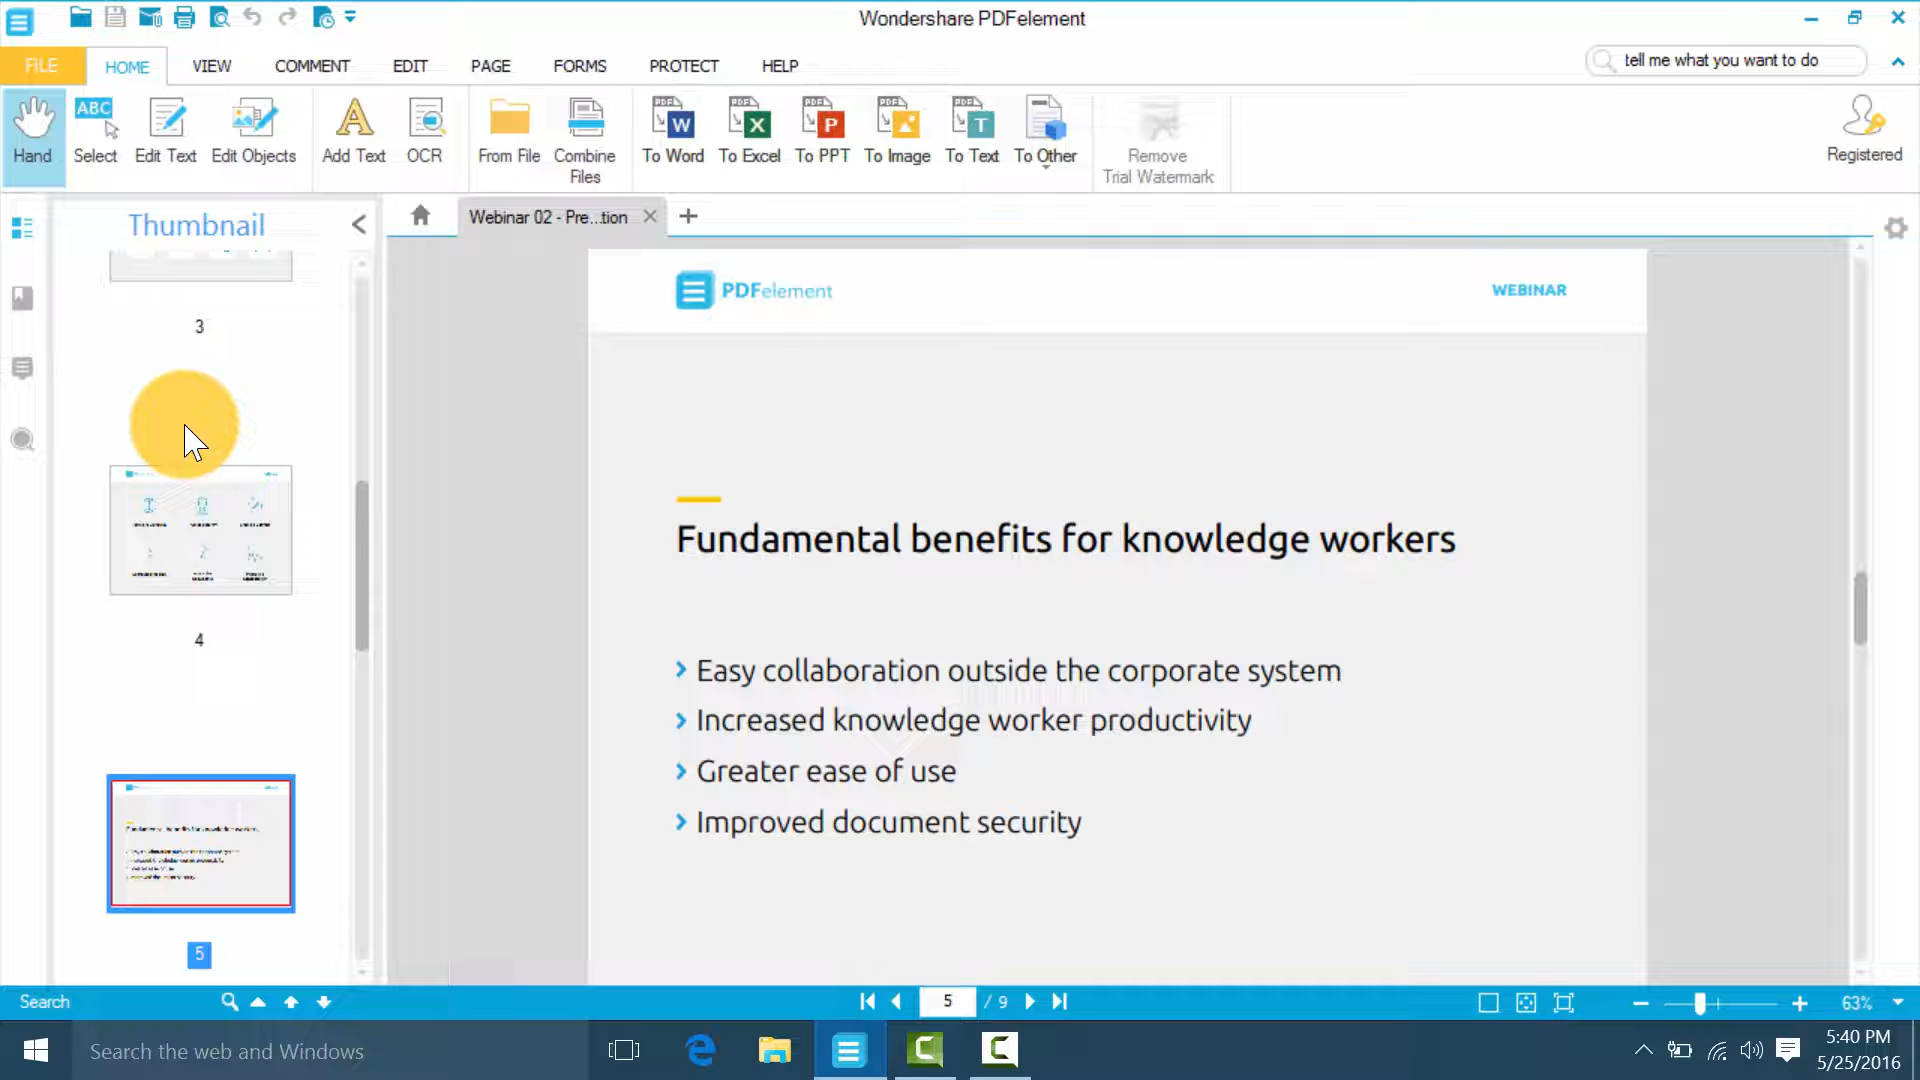 Wondershare PDFelement
FILE
HOME
VIEW
COMMENT
EDIT
PAGE
FORMS
PROTECT
HELP
tell me what you want to do
Hand
ABC
Select
Edit Text
Edit Objects
Add Text
OCR
From File
Combine
Files
PDF W
To Word
PDF X
To Excel
PDF P
To PPT
PDF
To Image
PDF T
To Text
To Other
Remove
Trial Watermark
Registered
Thumbnail
Webinar 02 - Pre...tion
3
4
5
PDFelement
WEBINAR
Fundamental benefits for knowledge workers
Easy collaboration outside the corporate system
Increased knowledge worker productivity
Greater ease of use
Improved document security
Search
5 / 9
63%
Search the web and Windows
5:40 PM
5/25/2016